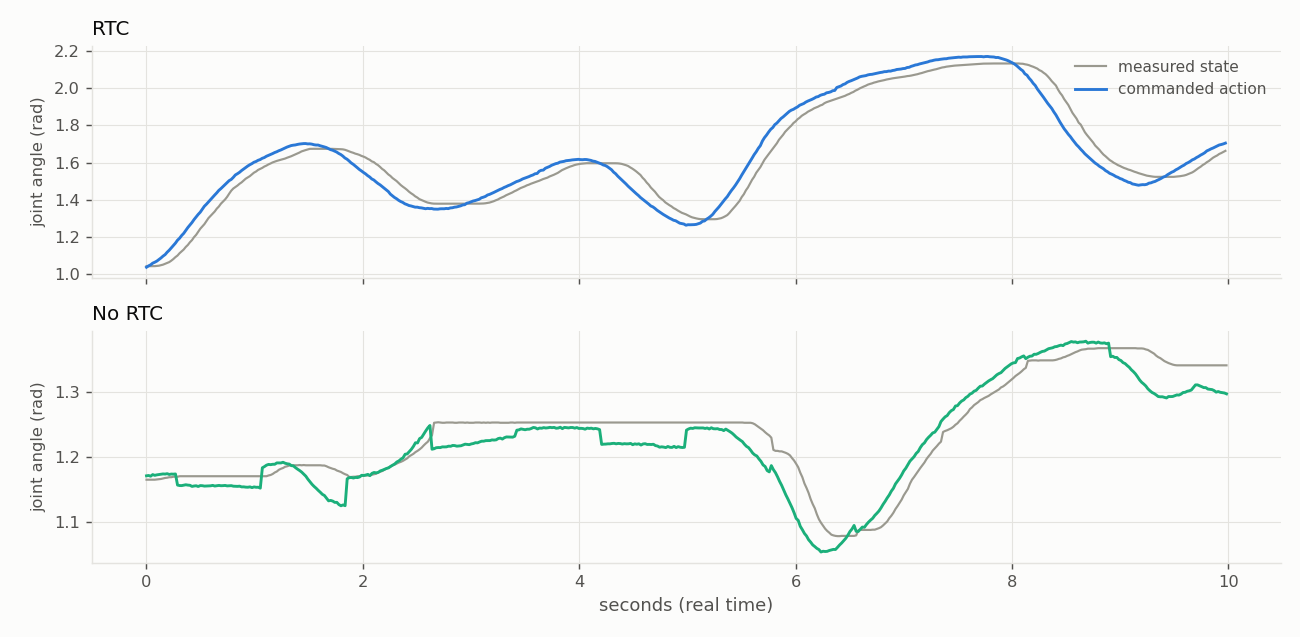 RTC
2.2
2.0
1.8
1.6
1.4
1.2
1.0
joint angle (rad)
measured state
commanded action
No RTC
1.3
1.2
1.1
joint angle (rad)
0 2 4 6 8 10
seconds (real time)